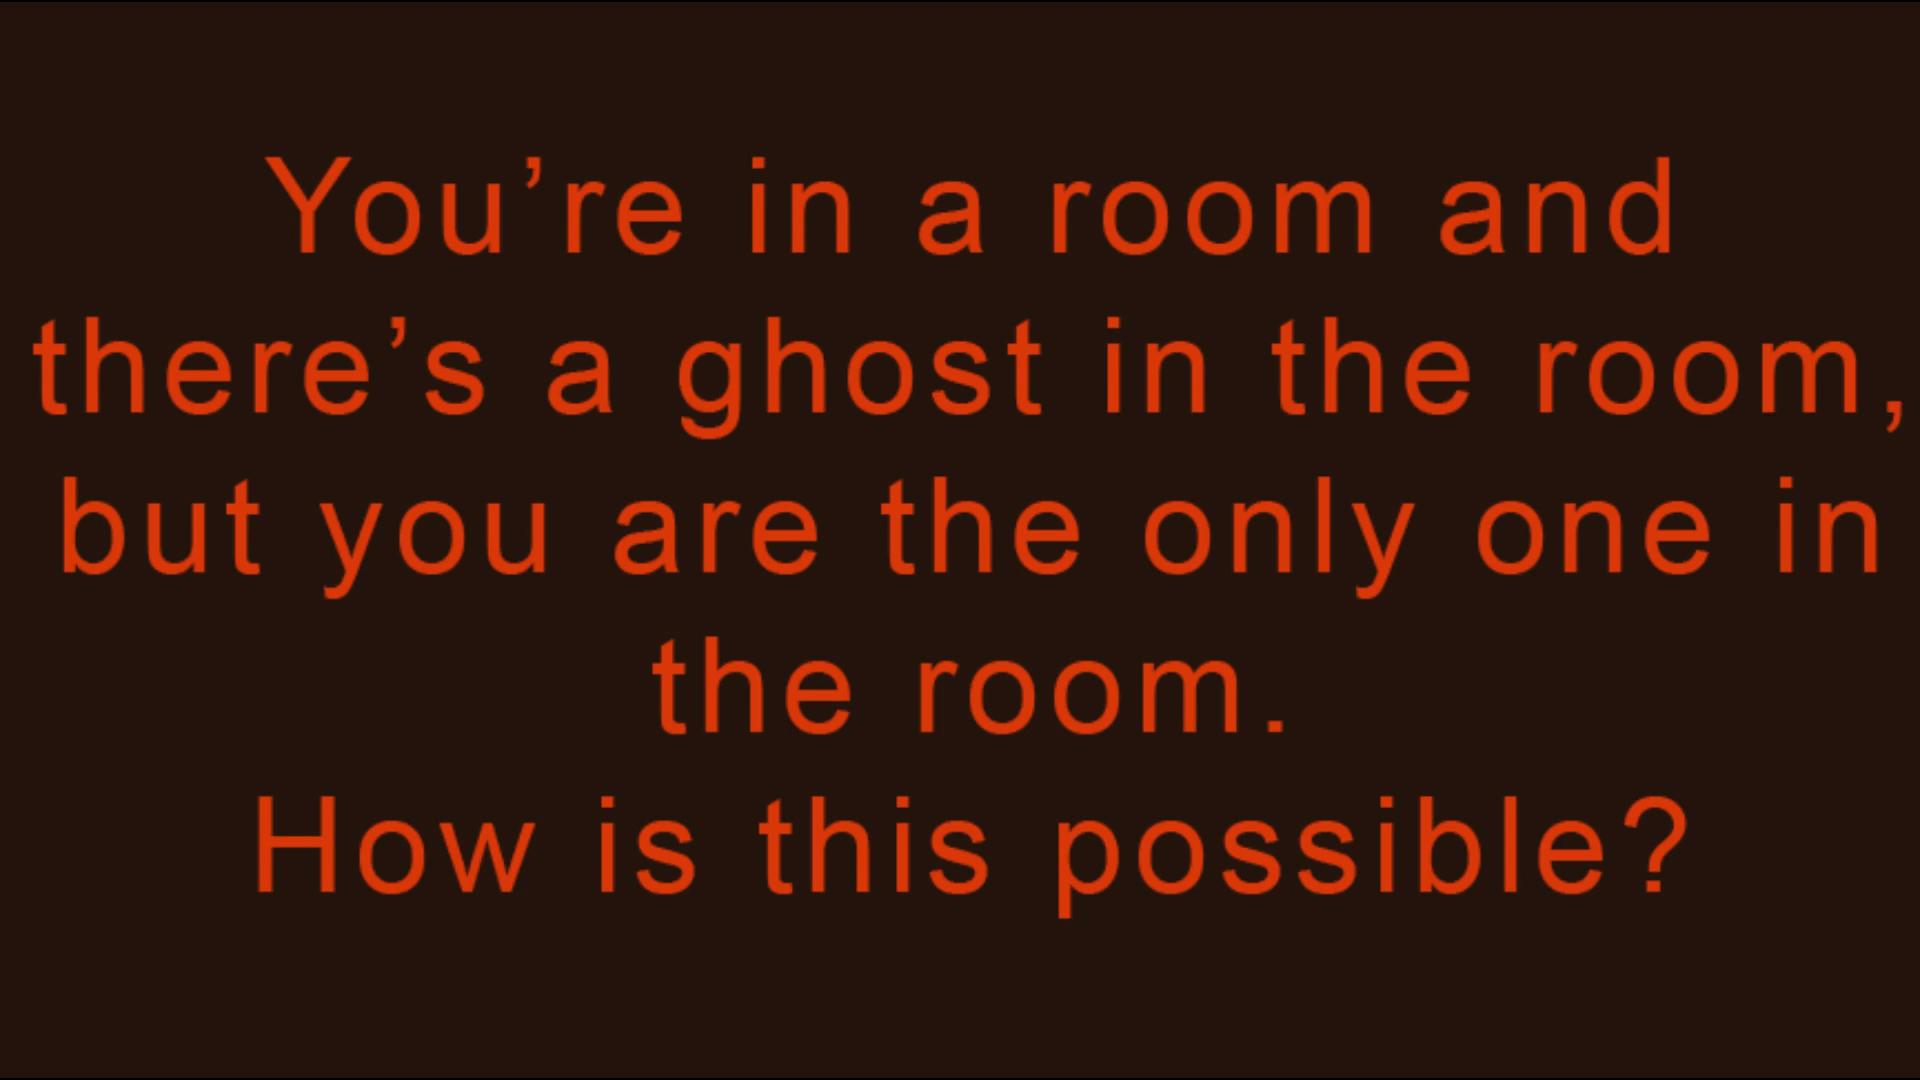 You’re in a room and
there’s a ghost in the room,
but you are the only one in
the room.
How is this possible?